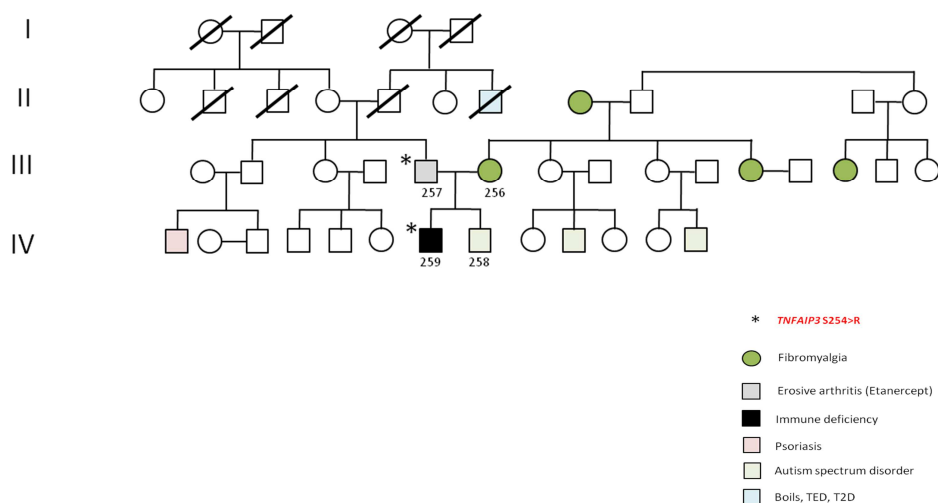 I
II
III
*
257
256
IV
*
259
258
* TNFAIP3 S254>R
Fibromyalgia
Erosive arthritis (Etanercept)
Immune deficiency
Psoriasis
Autism spectrum disorder
Boils, TED, T2D